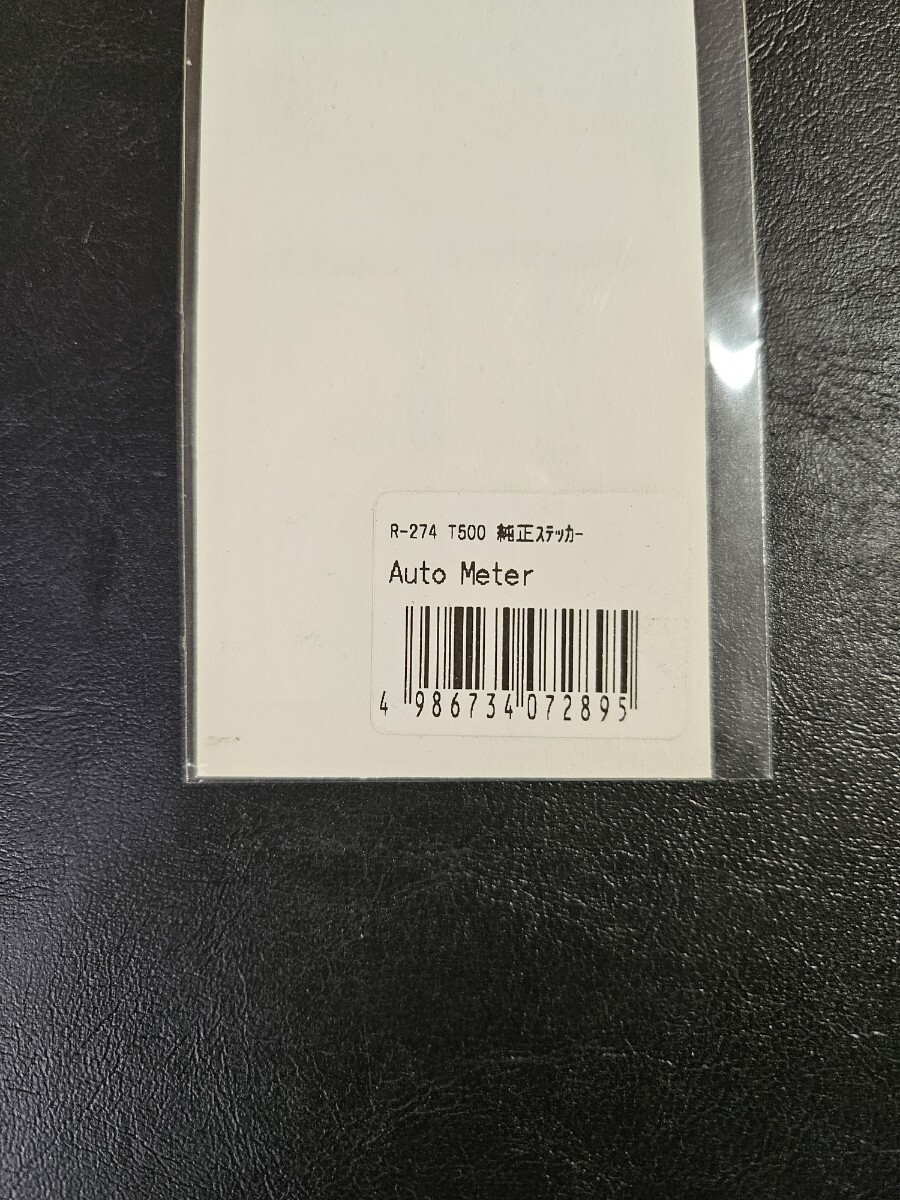 R-274 T500 純正ｽﾃｯｶｰ
Auto Meter
4 986734 072895